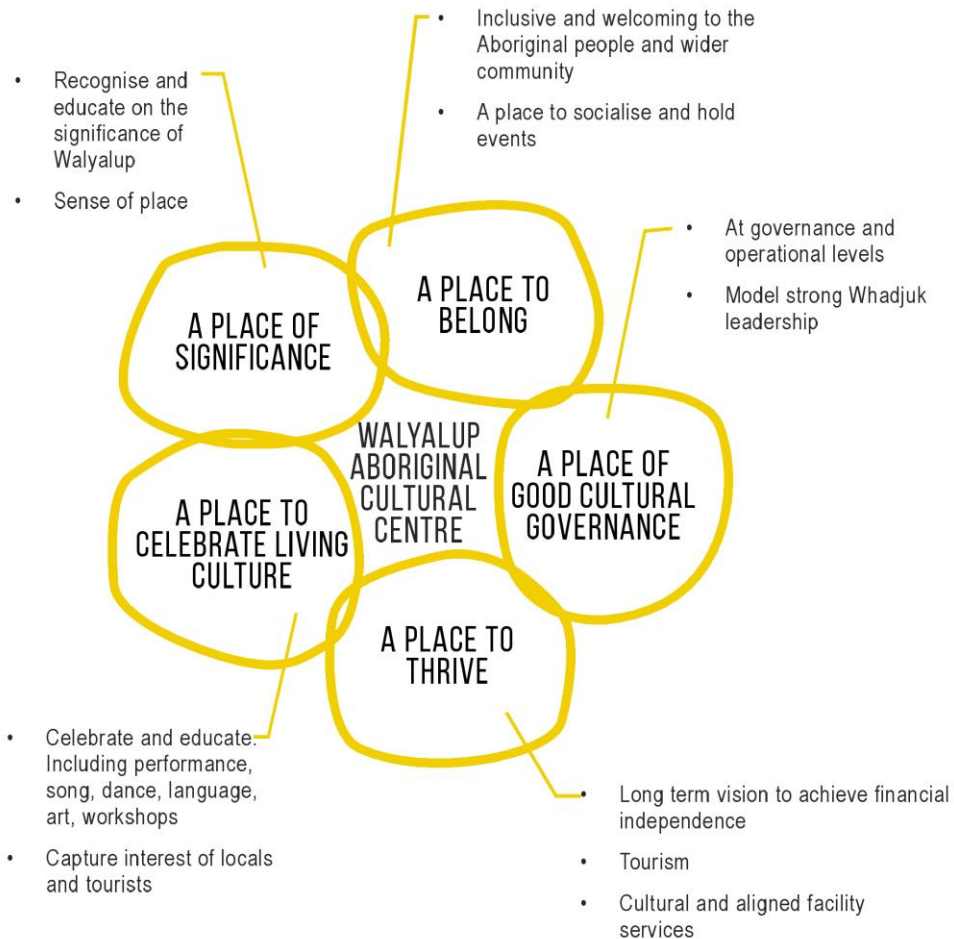 • Inclusive and welcoming to the
Aboriginal people and wider
community
• A place to socialise and hold
events
• Recognise and
educate on the
significance of
Walyalup
• Sense of place
• At governance and
operational levels
• Model strong Whadjuk
leadership
A PLACE TO
BELONG
A PLACE OF
SIGNIFICANCE
WALYALUP
ABORIGINAL
CULTURAL
CENTRE
A PLACE OF
GOOD CULTURAL
GOVERNANCE
A PLACE TO
CELEBRATE LIVING
CULTURE
A PLACE TO
THRIVE
• Celebrate and educate.
Including performance,
song, dance, language,
art, workshops
• Capture interest of locals
and tourists
• Long term vision to achieve financial
independence
• Tourism
• Cultural and aligned facility
services